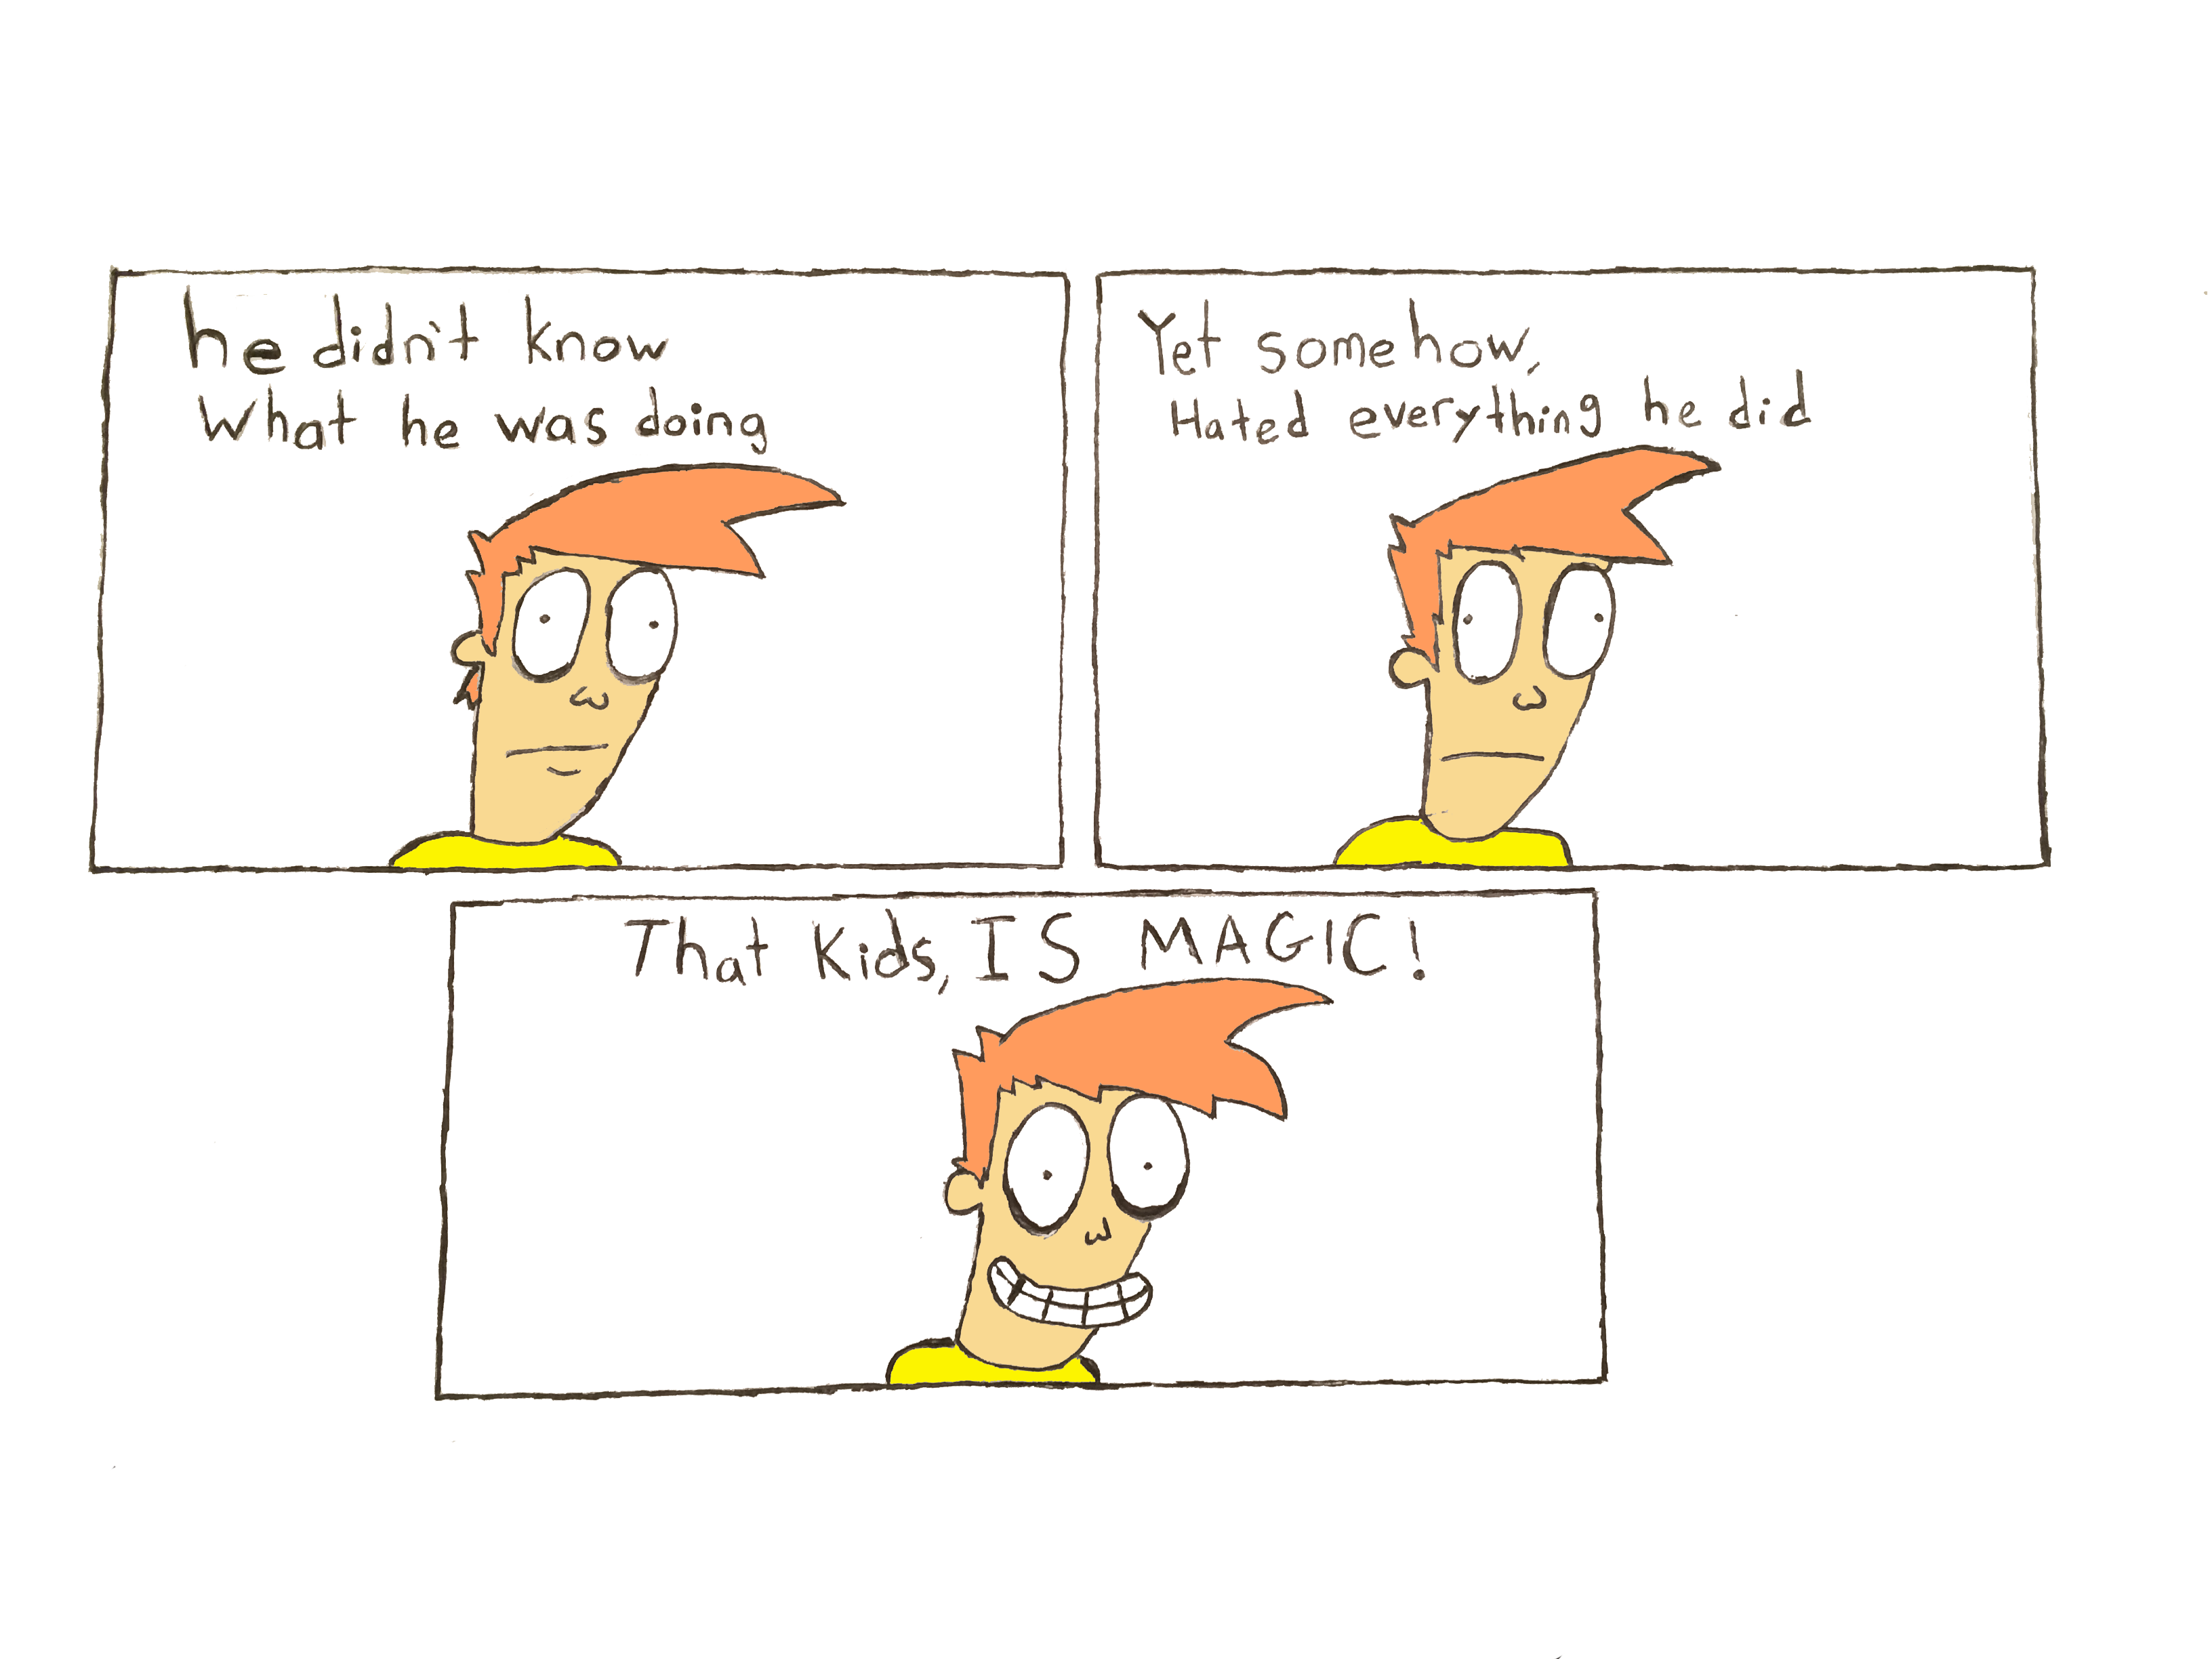 he didn't know
What he was doing
Yet somehow,
Hated everything he did
That Kids, IS MAGIC!